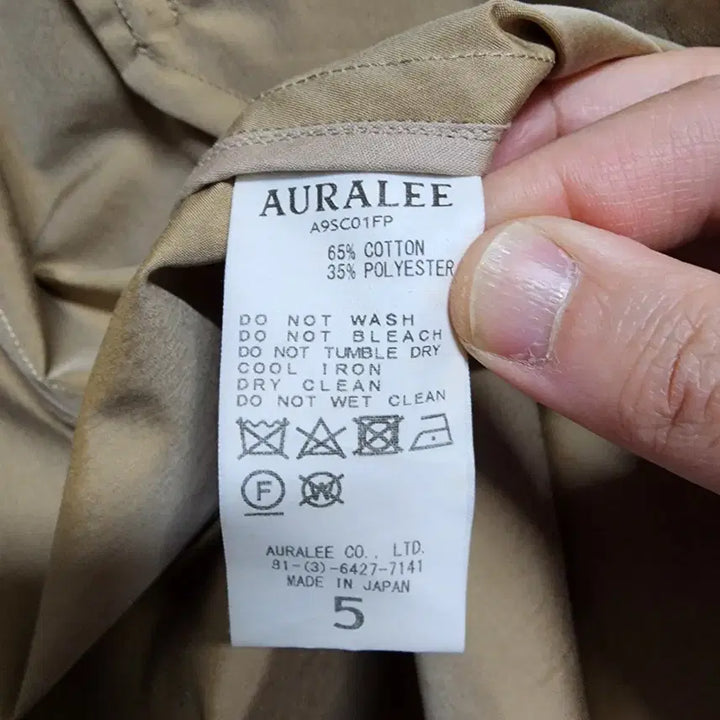 AURALEE
A9SC01FP
65% COTTON
35% POLYESTER
DO NOT WASH
DO NOT BLEACH
DO NOT TUMBLE DRY
COOL IRON
DRY CLEAN
DO NOT WET CLEAN
F W
AURALEE CO., LTD.
81-(3)-6427-7141
MADE IN JAPAN
5